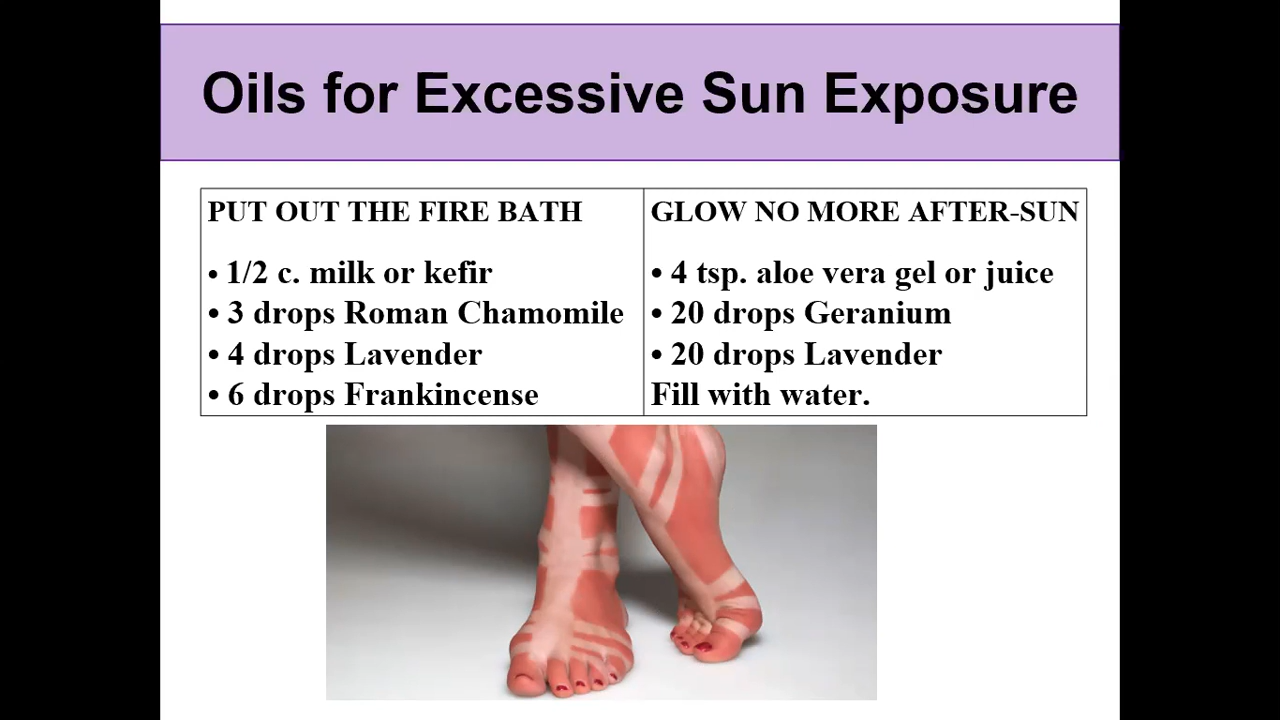 Oils for Excessive Sun Exposure
PUT OUT THE FIRE BATH
• 1/2 c. milk or kefir
• 3 drops Roman Chamomile
• 4 drops Lavender
• 6 drops Frankincense
GLOW NO MORE AFTER-SUN
• 4 tsp. aloe vera gel or juice
• 20 drops Geranium
• 20 drops Lavender
Fill with water.